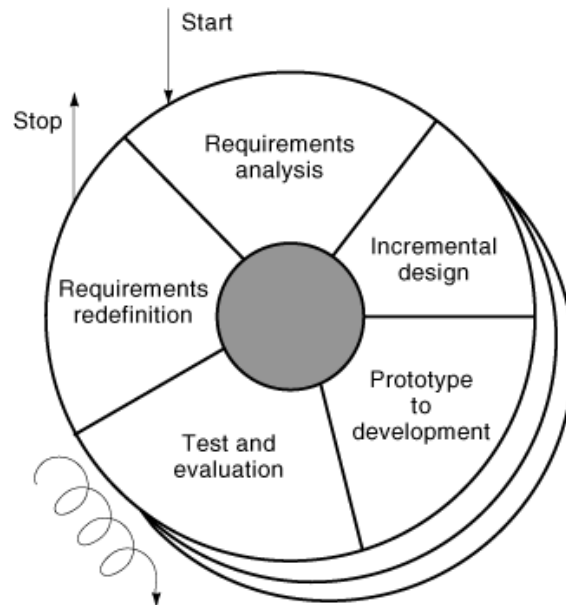 Start
Stop
Requirements
analysis
Incremental
design
Requirements
redefinition
Prototype
to
development
Test and
evaluation